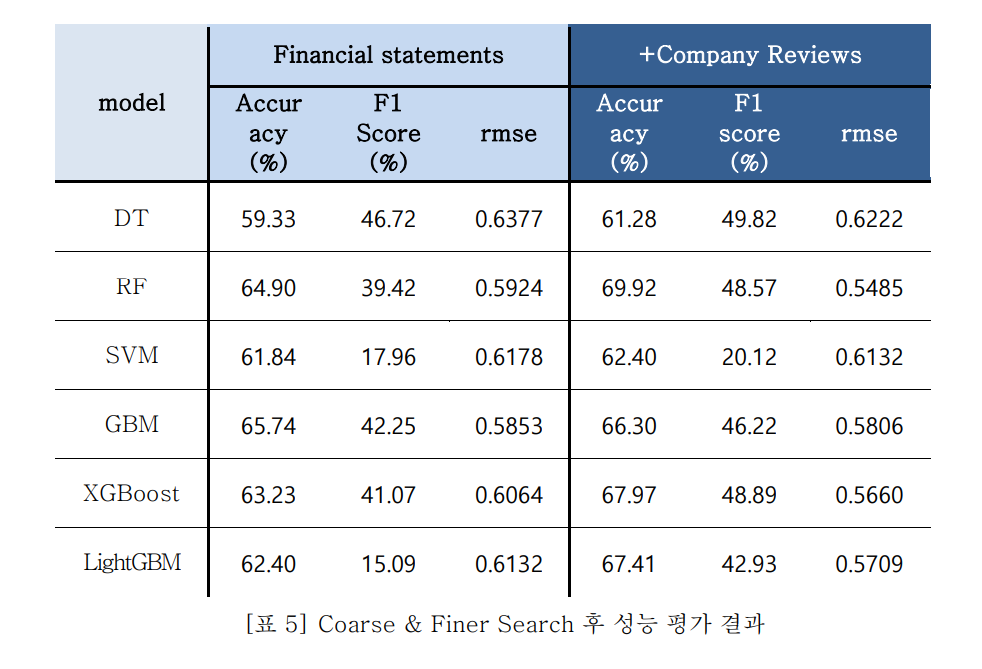 model Financial statements +Company Reviews
Accur acy (%) F1 Score (%) rmse Accur acy (%) F1 score (%) rmse
DT 59.33 46.72 0.6377 61.28 49.82 0.6222
RF 64.90 39.42 0.5924 69.92 48.57 0.5485
SVM 61.84 17.96 0.6178 62.40 20.12 0.6132
GBM 65.74 42.25 0.5853 66.30 46.22 0.5806
XGBoost 63.23 41.07 0.6064 67.97 48.89 0.5660
LightGBM 62.40 15.09 0.6132 67.41 42.93 0.5709
[표 5] Coarse & Finer Search 후 성능 평가 결과